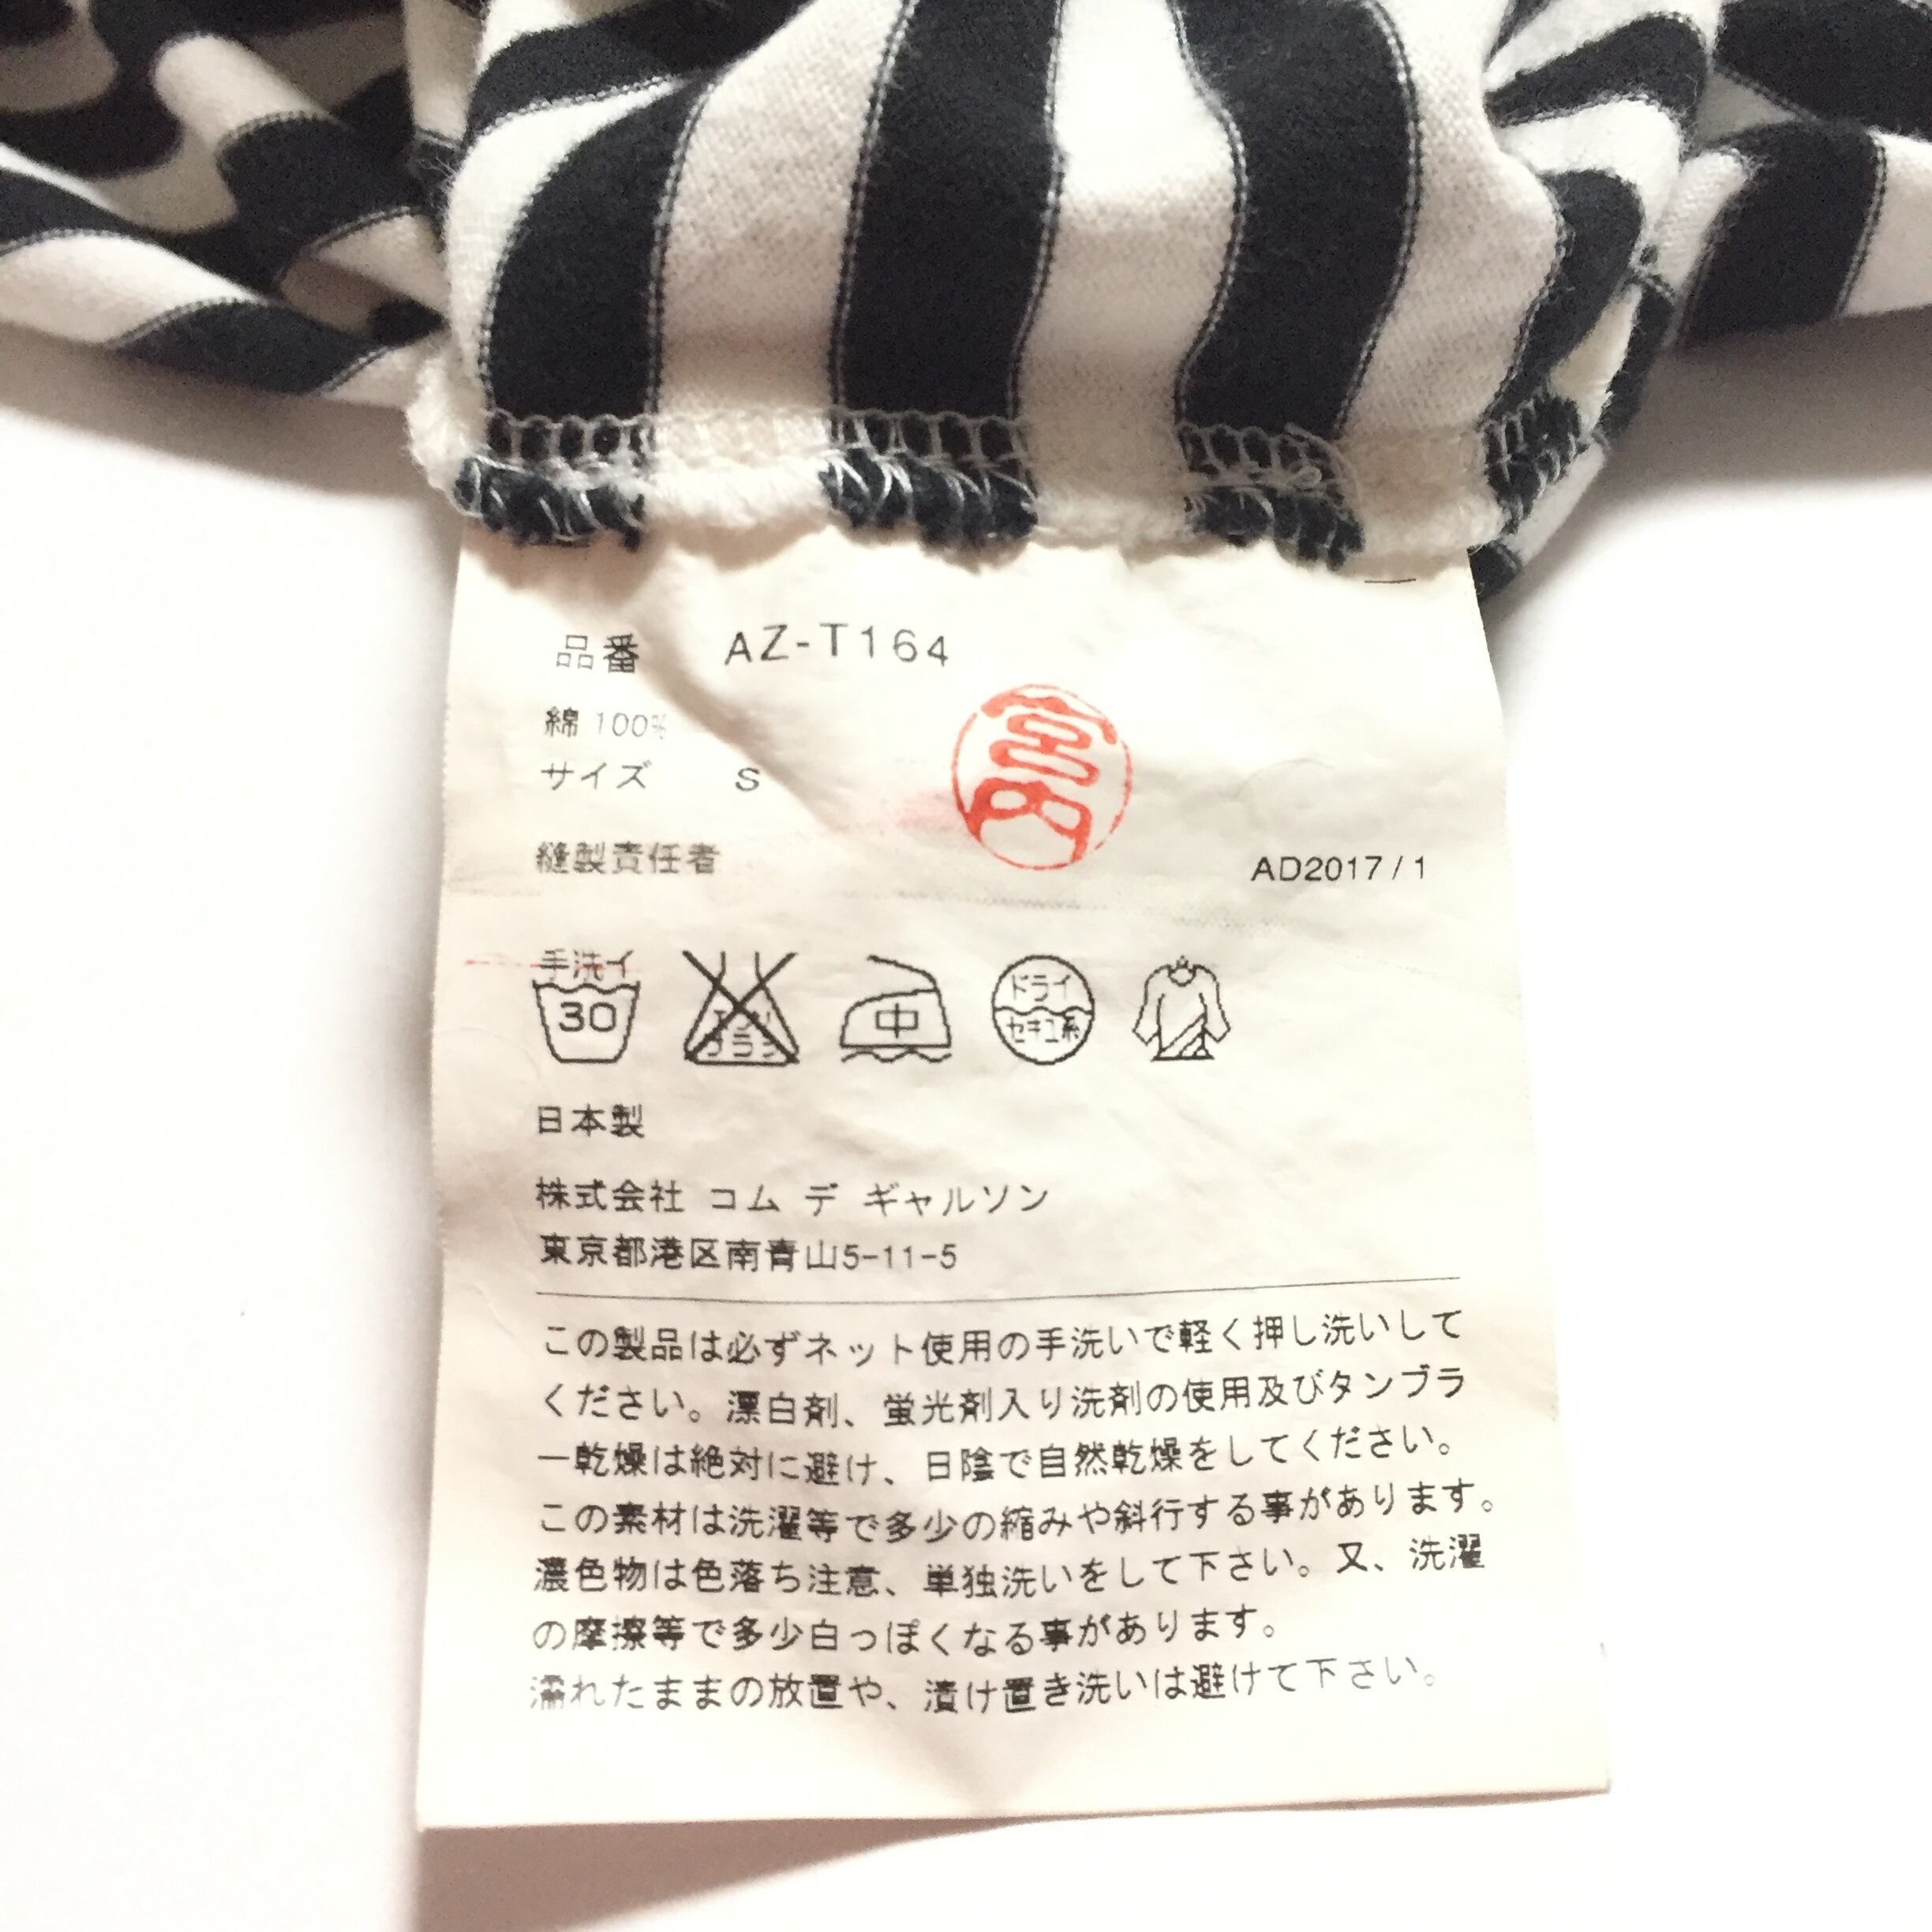 品番 AZ-T164
綿 100%
サイズ S
宮内
縫製責任者
AD2017/1
手洗イ
30
エンソ
サラシ
中
ドライ
セキユ系
日本製
株式会社 コム デ ギャルソン
東京都港区南青山5-11-5
この製品は必ずネット使用の手洗いで軽く押し洗いして
ください。漂白剤、蛍光剤入り洗剤の使用及びタンブラ
ー乾燥は絶対に避け、日陰で自然乾燥をしてください。
この素材は洗濯等で多少の縮みや斜行する事があります。
濃色物は色落ち注意、単独洗いをして下さい。又、洗濯
の摩擦等で多少白っぽくなる事があります。
濡れたままの放置や、漬け置き洗いは避けて下さい。